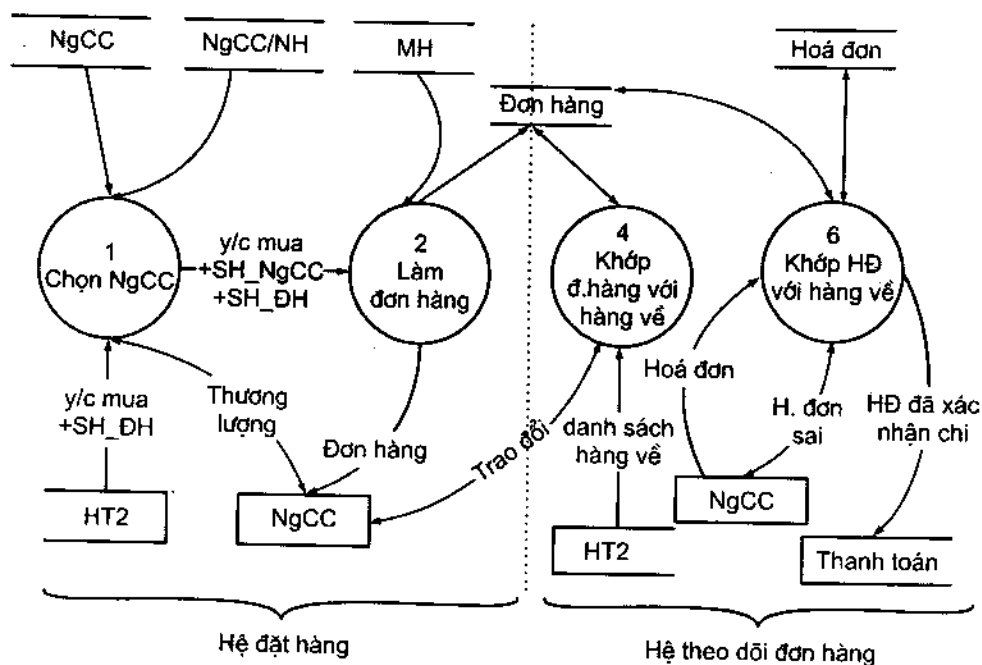 NgCC
NgCC/NH
MH
Hoá đơn
Đơn hàng
1
Chọn NgCC
y/c mua
+SH_NgCC
+SH_ĐH
2
Làm
đơn hàng
4
Khớp
đ.hàng với
hàng về
6
Khớp HĐ
với hàng về
y/c mua
+SH_ĐH
Thương
lượng
Đơn hàng
Trao đổi
danh sách
hàng về
Hoá đơn
H. đơn
sai
HĐ đã xác
nhận chi
HT2
NgCC
HT2
NgCC
Thanh toán
Hệ đặt hàng
Hệ theo dõi đơn hàng